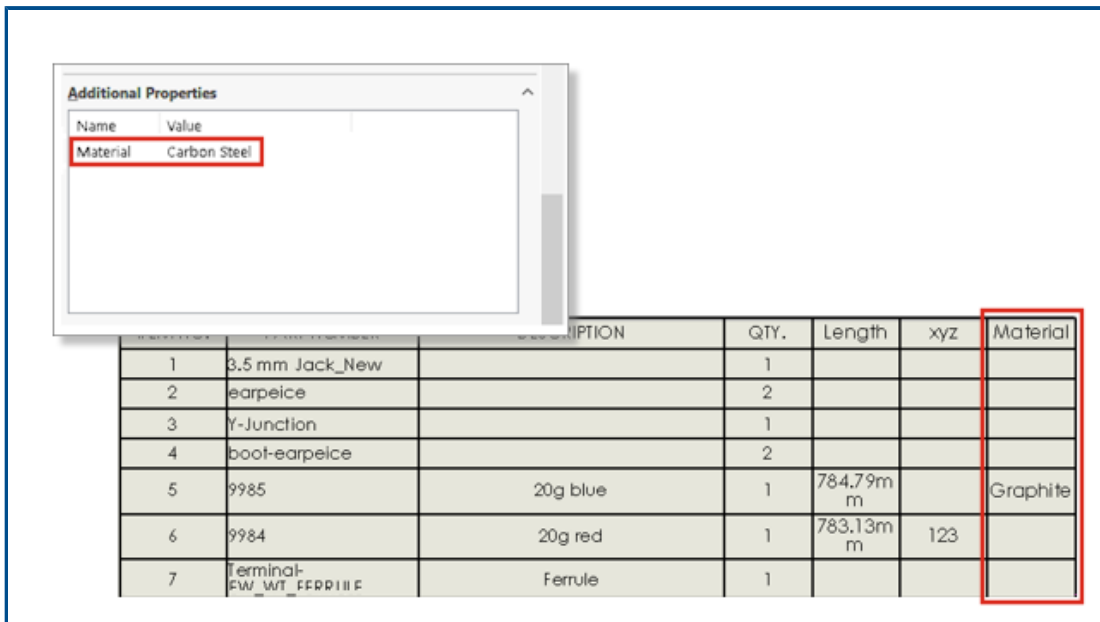 Additional Properties
Name Value
Material Carbon Steel
QTY. Length xyz Material
1 3.5 mm Jack_New 1
2 earpeice 2
3 Y-Junction 1
4 boot-earpeice 2
5 9985 20g blue 1 784.79m
m Graphite
6 9984 20g red 1 783.13m
m 123
7 Terminal-
Ferrule 1